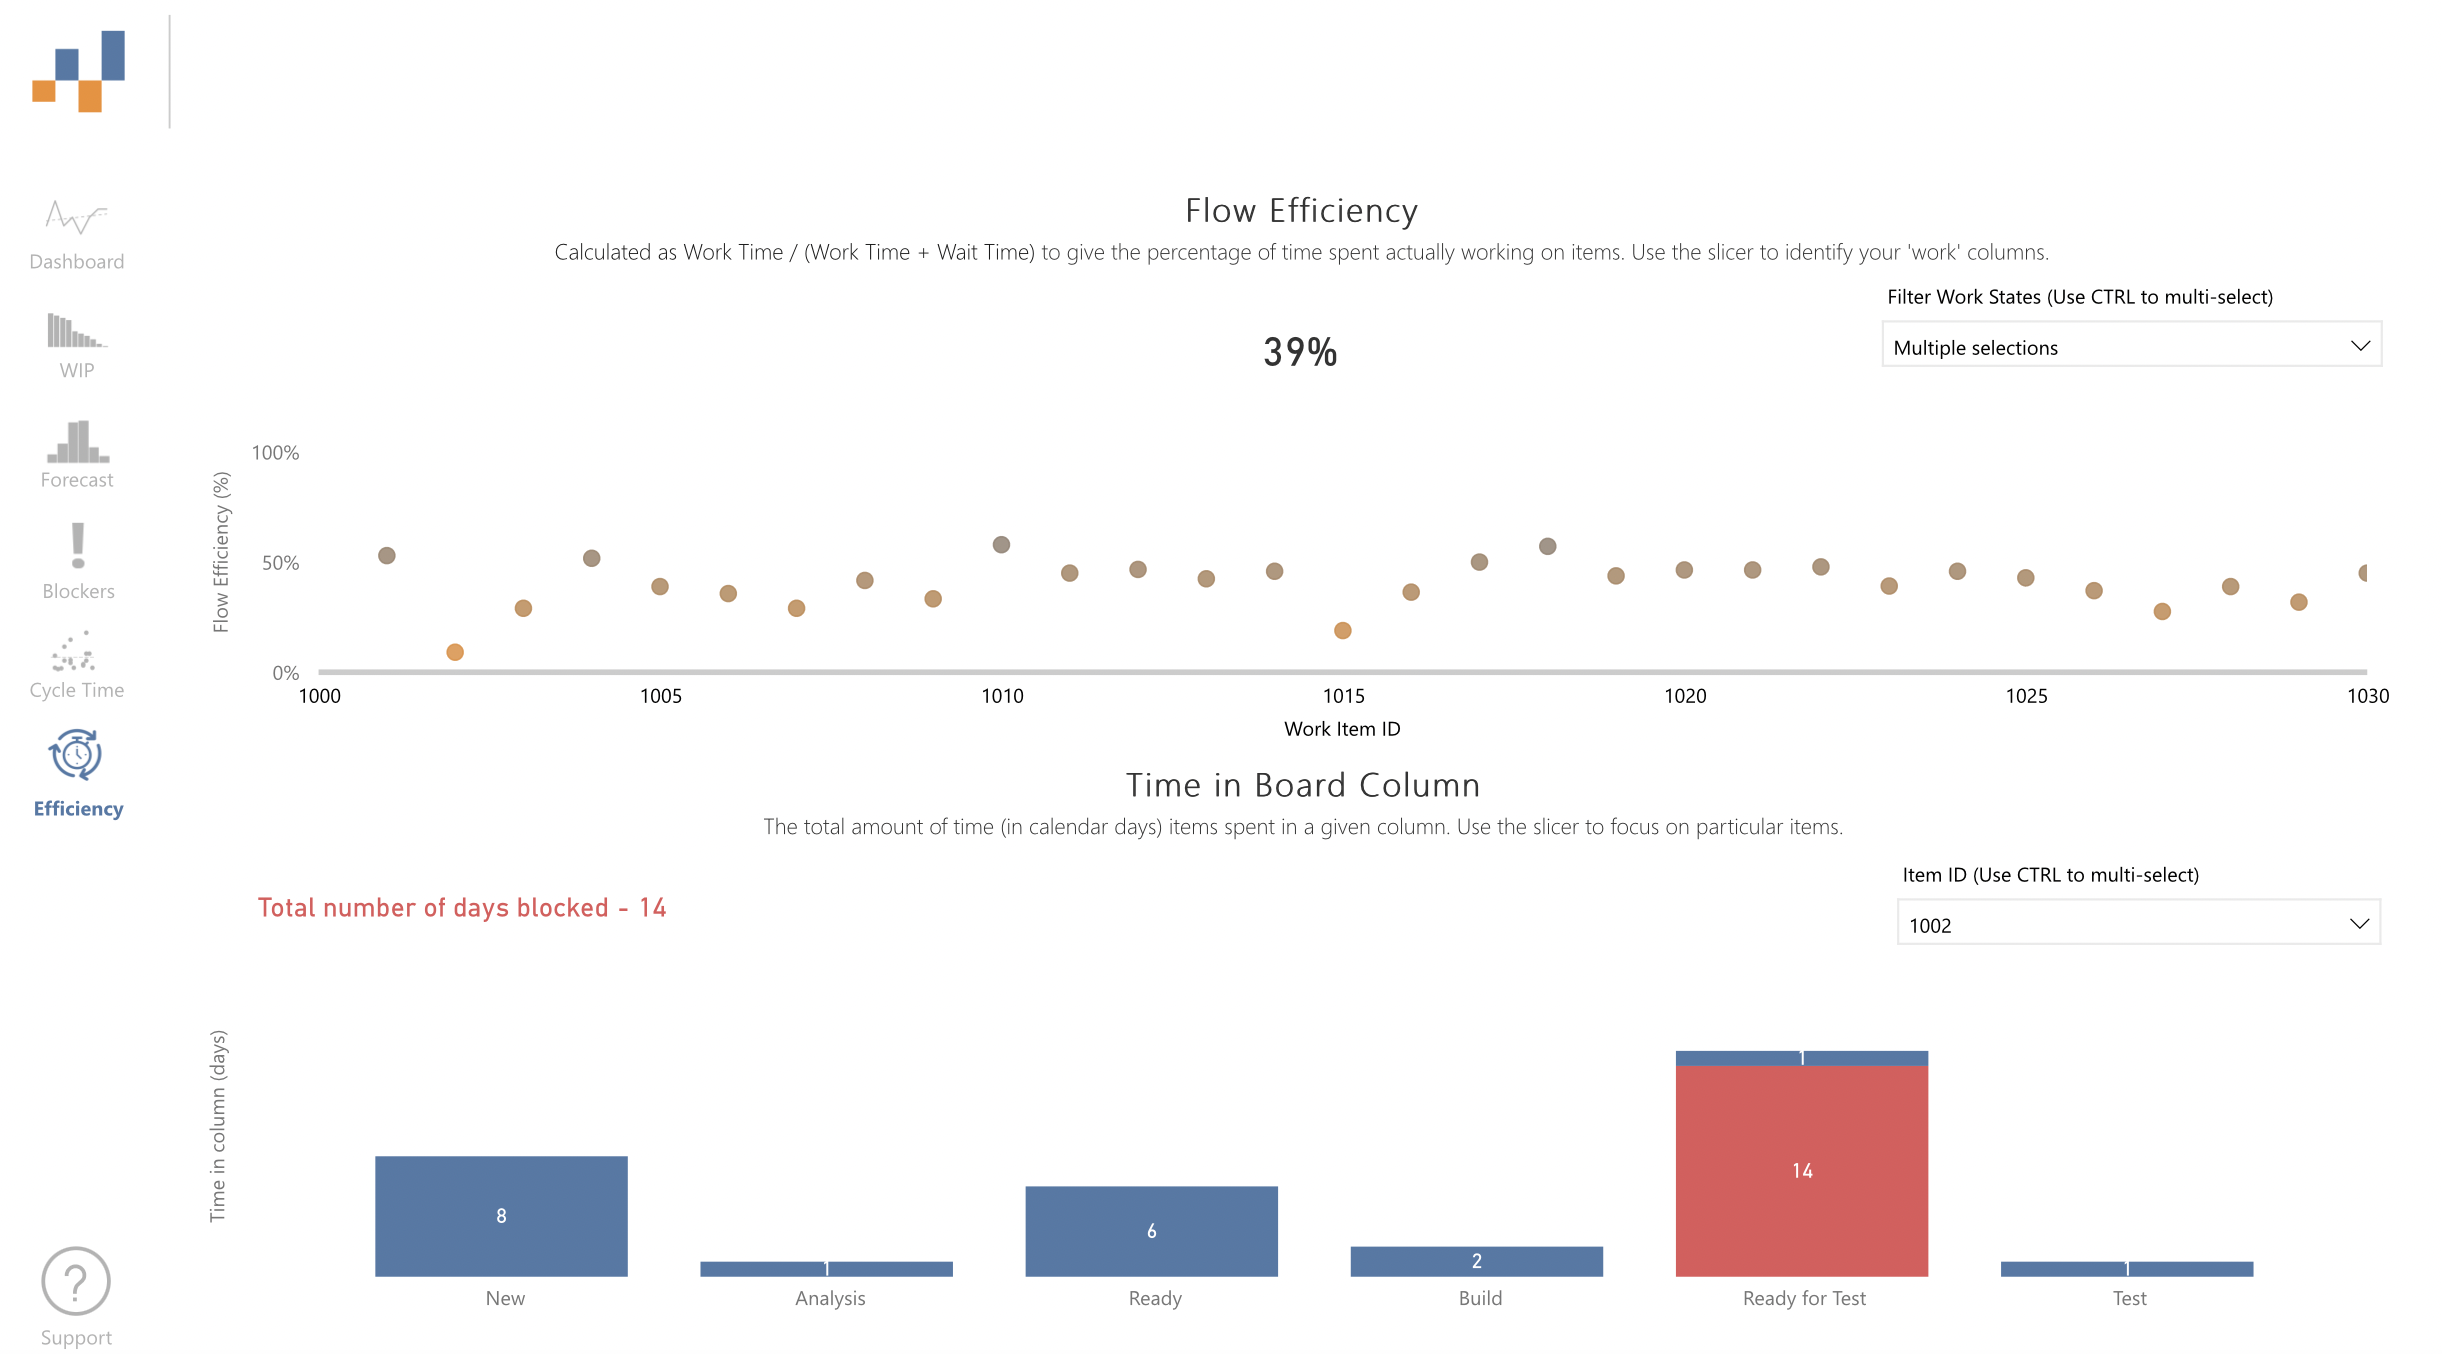 Flow Efficiency
Calculated as Work Time / (Work Time + Wait Time) to give the percentage of time spent actually working on items. Use the slicer to identify your 'work' columns.
Filter Work States (Use CTRL to multi-select)
Multiple selections
39%
Dashboard
WIP
Forecast
Blockers
Cycle Time
Efficiency
Flow Efficiency (%)
100%
50%
0%
1000 1005 1010 1015 1020 1025 1030
Work Item ID
Time in Board Column
The total amount of time (in calendar days) items spent in a given column. Use the slicer to focus on particular items.
Item ID (Use CTRL to multi-select)
1002
Total number of days blocked - 14
Time in column (days)
8 1 6 2 1 14 1
New Analysis Ready Build Ready for Test Test
?
Support